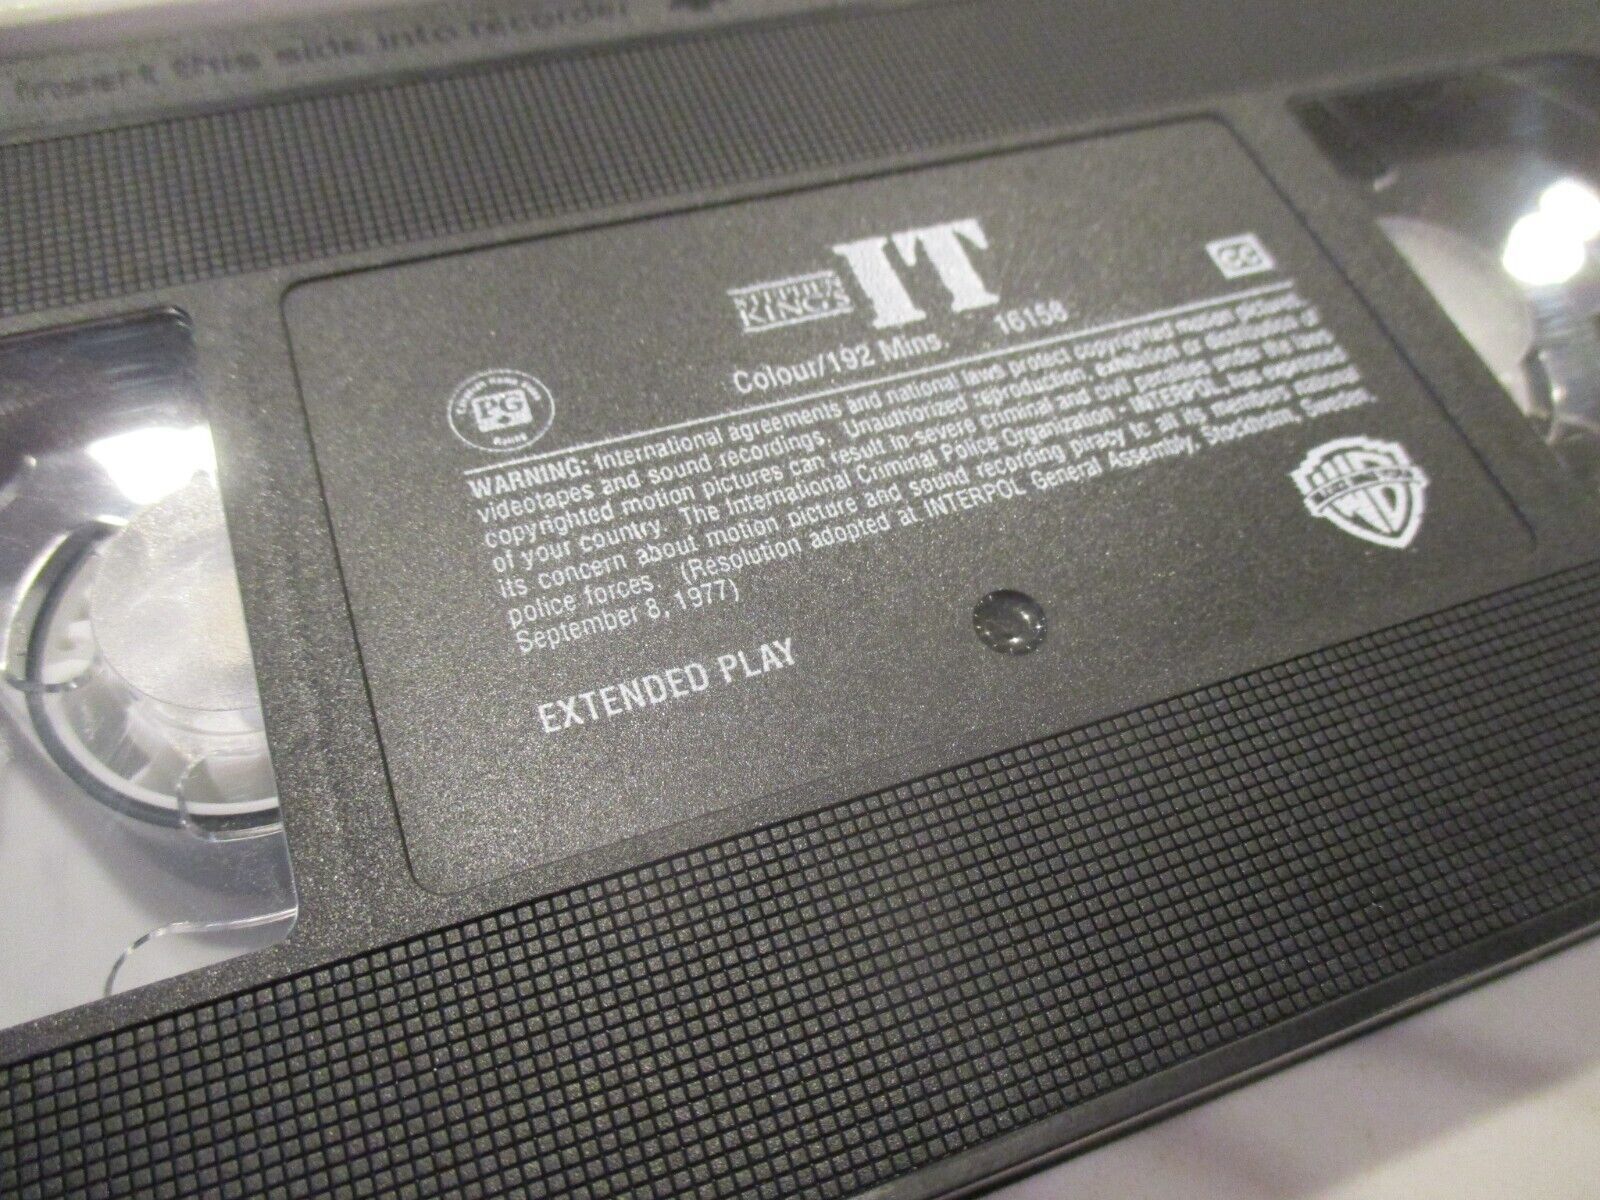 Insert this side into recorder
STEPHEN
KING'S
IT
CC
Colour/192 Mins. 16158
PG
WARNING: International agreements and national laws protect copyrighted motion pictures,
videotapes and sound recordings. Unauthorized reproduction, exhibition or distribution of
copyrighted motion pictures can result in severe criminal and civil penalties under the laws
of your country. The International Criminal Police Organization - INTERPOL, has expressed
its concern about motion picture and sound recording piracy to all its members national
police forces. (Resolution adopted at INTERPOL General Assembly, Stockholm, Sweden,
September 8, 1977)
EXTENDED PLAY